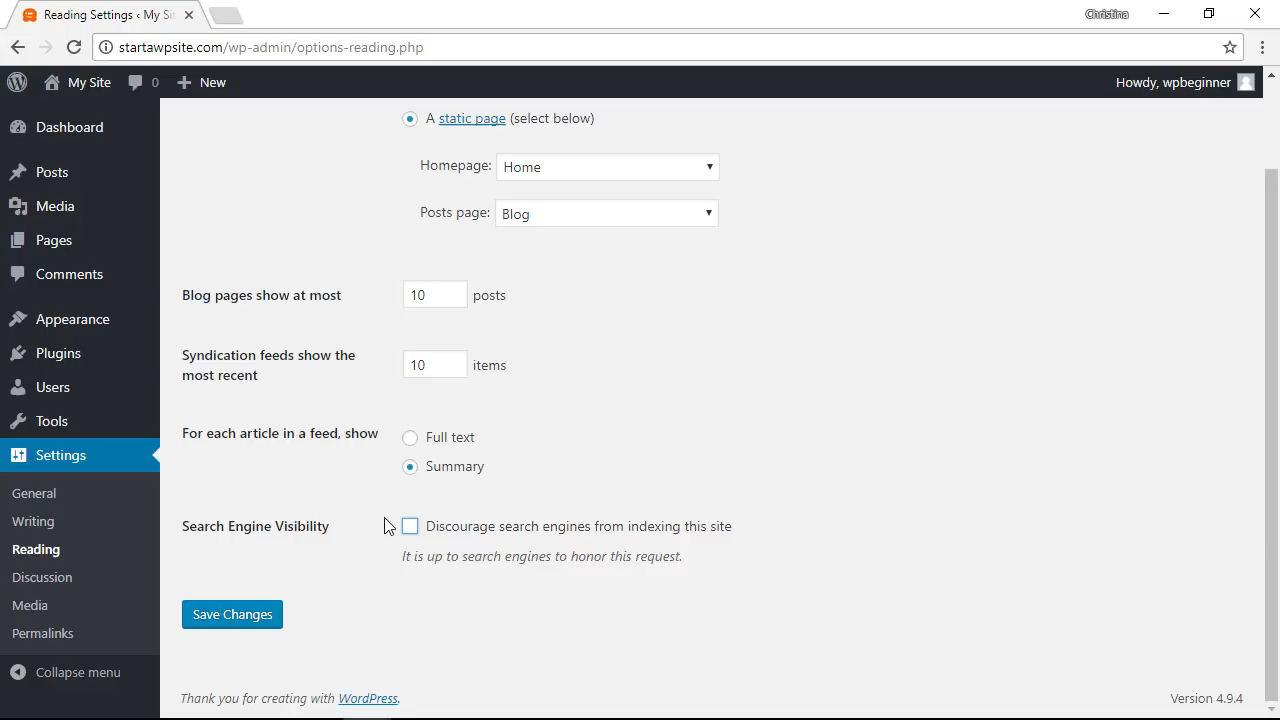 Reading Settings ‹ My Sit
Christina
startawpsite.com/wp-admin/options-reading.php
My Site
0
New
Howdy, wpbeginner
Dashboard
Posts
Media
Pages
Comments
Appearance
Plugins
Users
Tools
Settings
General
Writing
Reading
Discussion
Media
Permalinks
Collapse menu
A static page (select below)
Homepage: Home
Posts page: Blog
Blog pages show at most 10 posts
Syndication feeds show the
most recent
10 items
For each article in a feed, show
Full text
Summary
Search Engine Visibility
Discourage search engines from indexing this site
It is up to search engines to honor this request.
Save Changes
Thank you for creating with WordPress.
Version 4.9.4